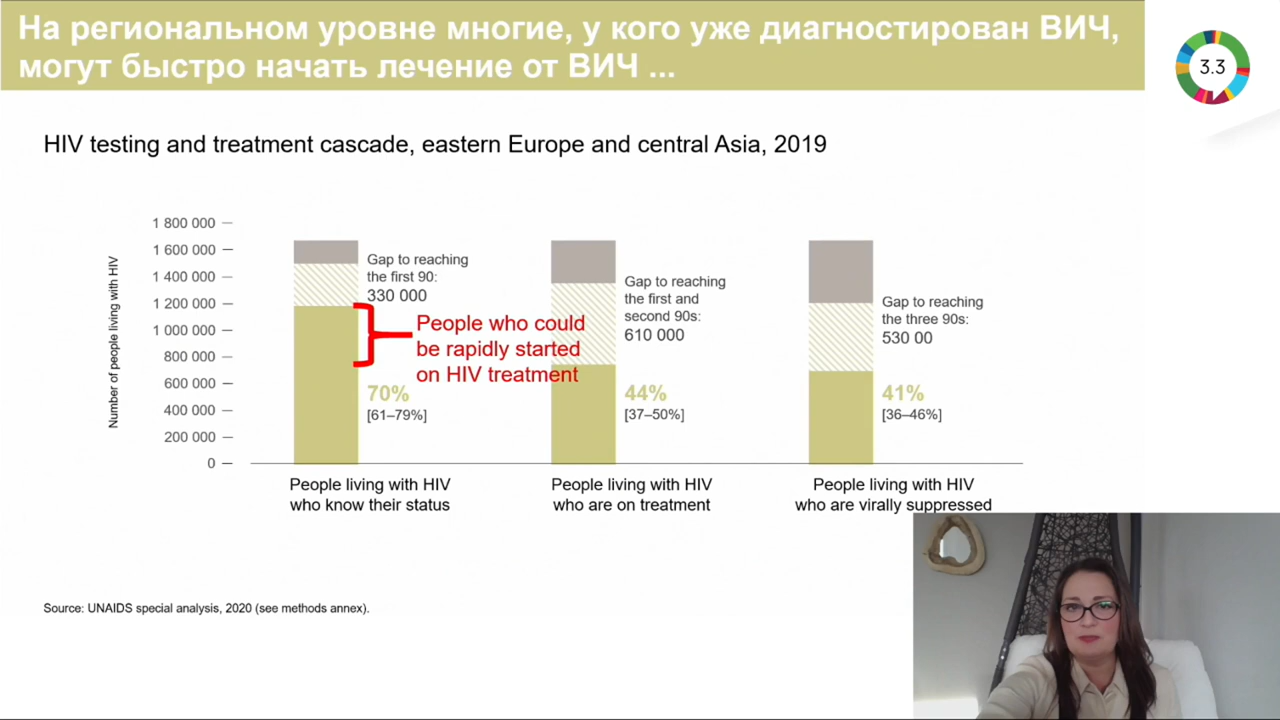 На региональном уровне многие, у кого уже диагностирован ВИЧ,
могут быстро начать лечение от ВИЧ ...
3.3
HIV testing and treatment cascade, eastern Europe and central Asia, 2019
Number of people living with HIV
1 800 000
1 600 000
1 400 000
1 200 000
1 000 000
800 000
600 000
400 000
200 000
0
Gap to reaching
the first 90:
330 000
People who could
be rapidly started
on HIV treatment
70%
[61–79%]
Gap to reaching
the first and
second 90s:
610 000
44%
[37–50%]
Gap to reaching
the three 90s:
530 00
41%
[36–46%]
People living with HIV
who know their status
People living with HIV
who are on treatment
People living with HIV
who are virally suppressed
Source: UNAIDS special analysis, 2020 (see methods annex).